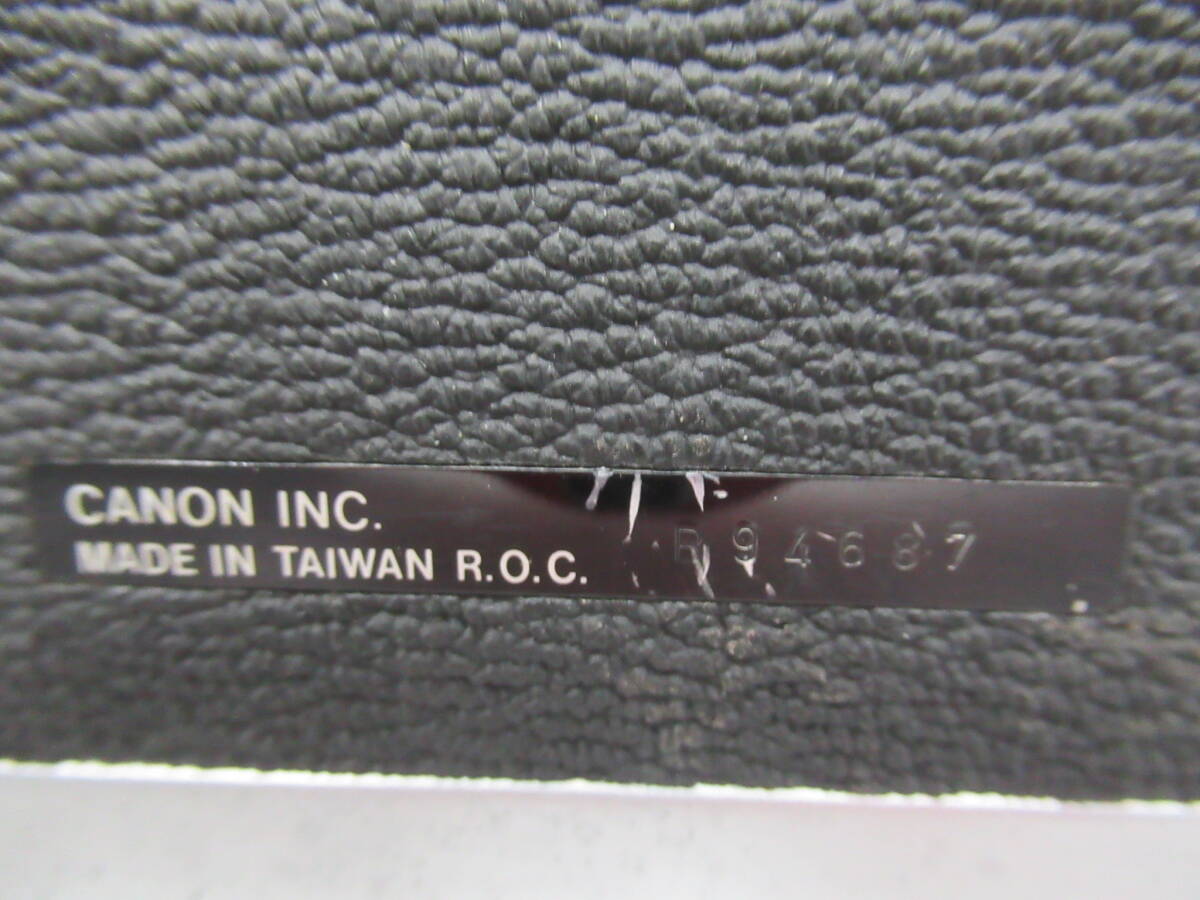 CANON INC.
MADE IN TAIWAN R.O.C. R94687